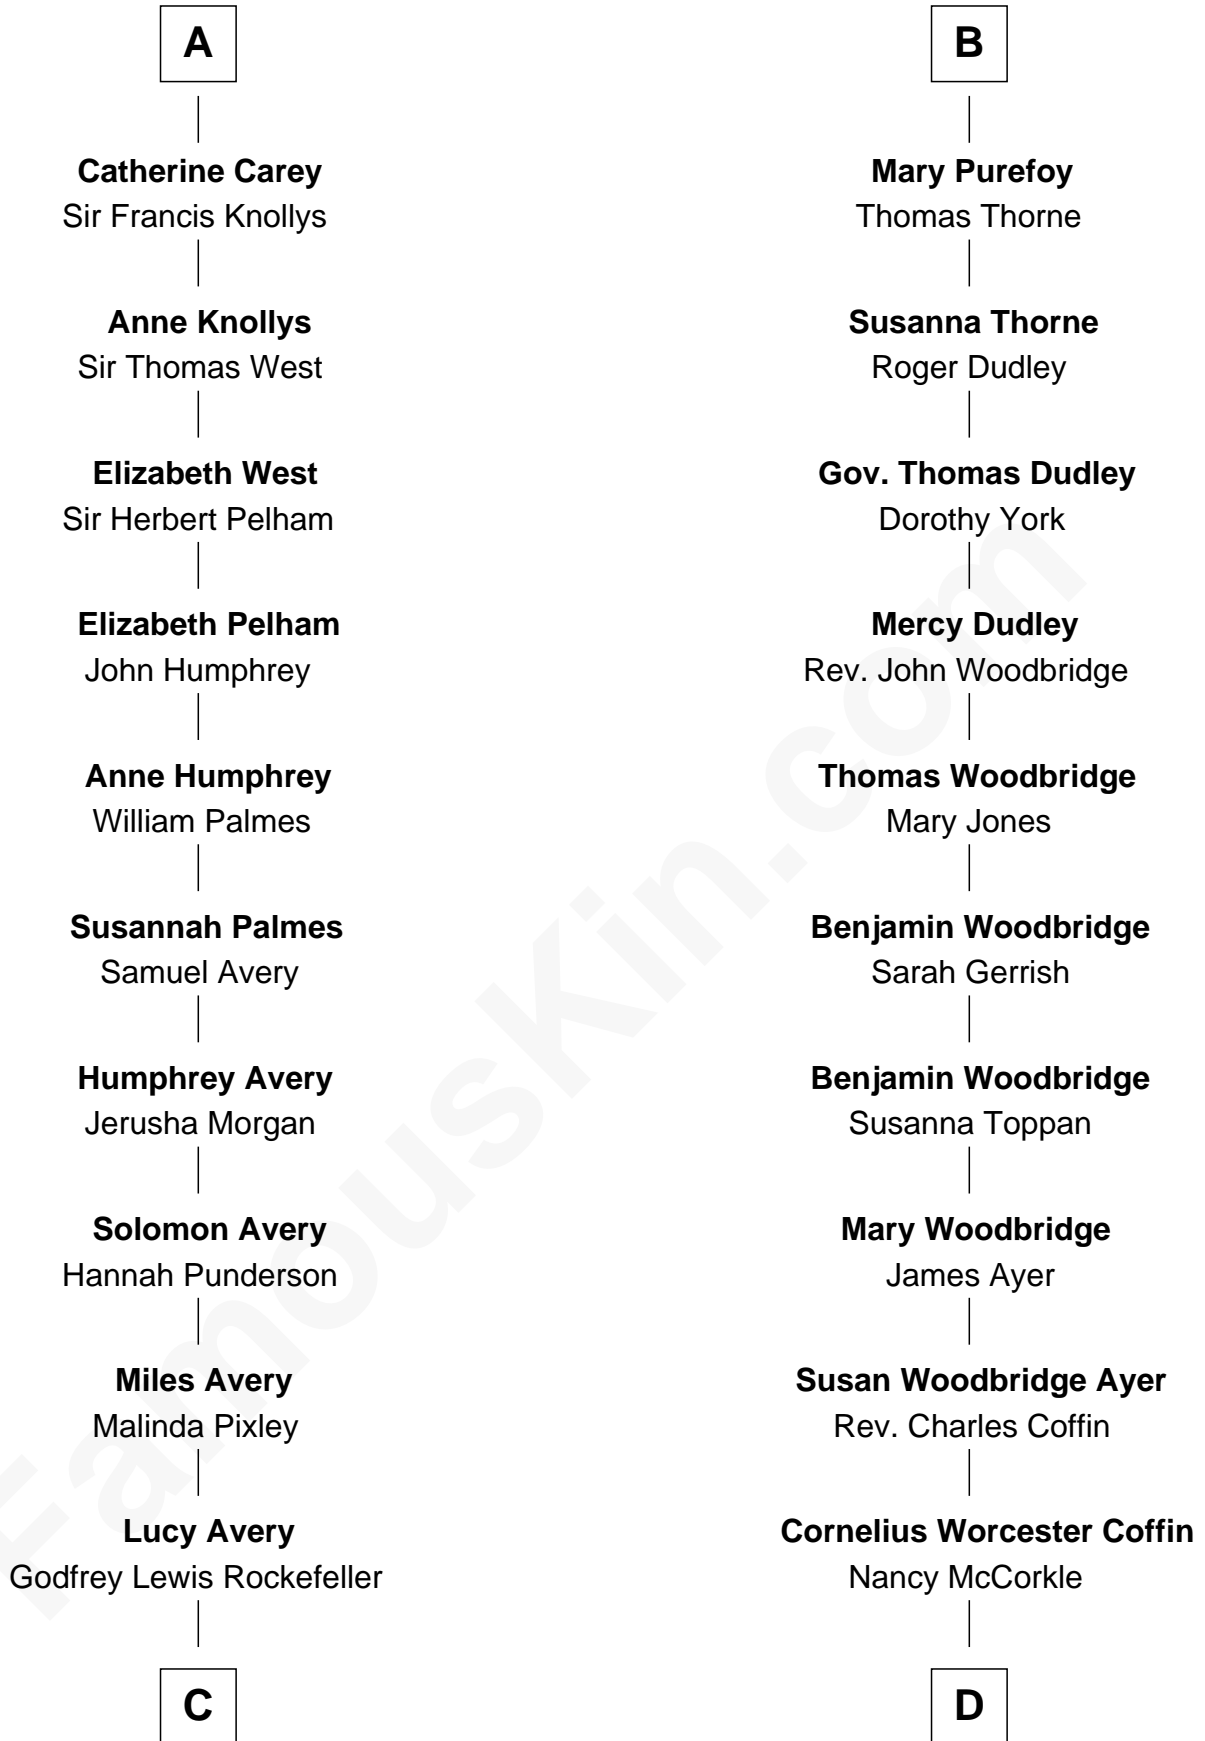 A
Catherine Carey
Sir Francis Knollys
Anne Knollys
Sir Thomas West
Elizabeth West
Sir Herbert Pelham
Elizabeth Pelham
John Humphrey
Anne Humphrey
William Palmes
Susannah Palmes
Samuel Avery
Humphrey Avery
Jerusha Morgan
Solomon Avery
Hannah Punderson
Miles Avery
Malinda Pixley
Lucy Avery
Godfrey Lewis Rockefeller
C
B
Mary Purefoy
Thomas Thorne
Susanna Thorne
Roger Dudley
Gov. Thomas Dudley
Dorothy York
Mercy Dudley
Rev. John Woodbridge
Thomas Woodbridge
Mary Jones
Benjamin Woodbridge
Sarah Gerrish
Benjamin Woodbridge
Susanna Toppan
Mary Woodbridge
James Ayer
Susan Woodbridge Ayer
Rev. Charles Coffin
Cornelius Worcester Coffin
Nancy McCorkle
D
FamousKin.com